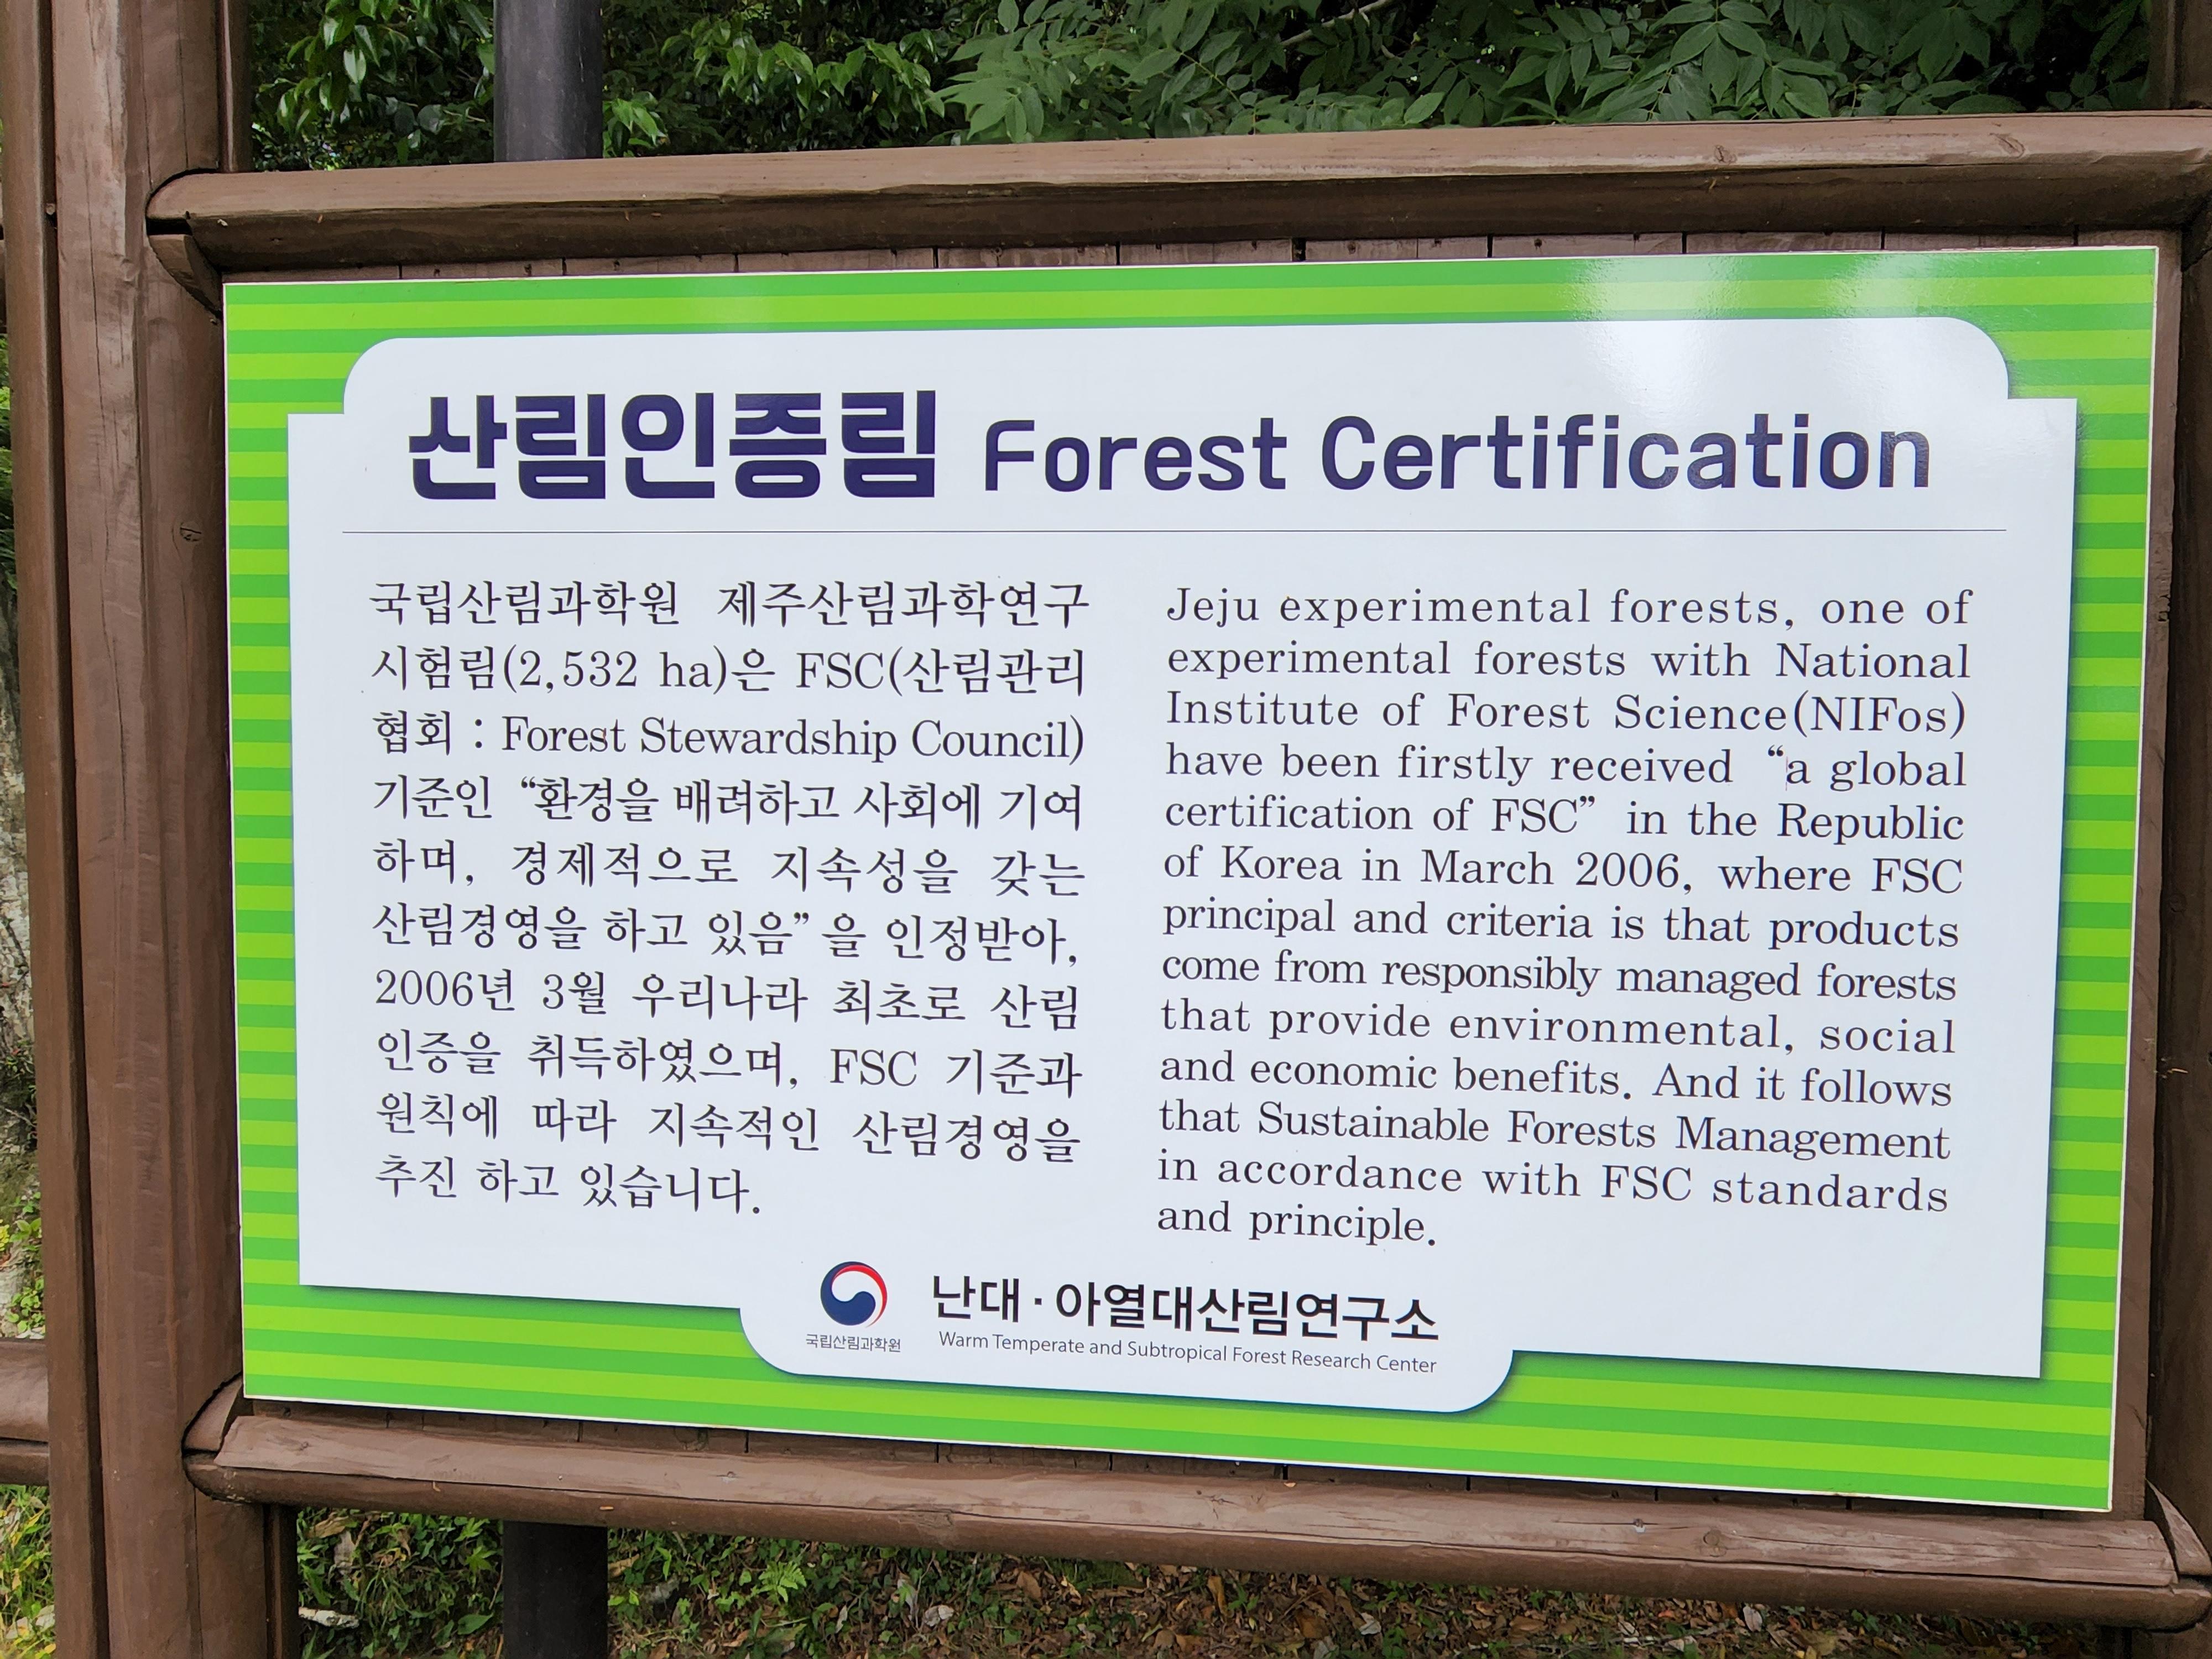 산림인증림 Forest Certification
국립산림과학원 제주산림과학연구
시험림(2,532 ha)은 FSC(산림관리
협회 : Forest Stewardship Council)
기준인 “환경을 배려하고 사회에 기여
하며, 경제적으로 지속성을 갖는
산림경영을 하고 있음”을 인정받아,
2006년 3월 우리나라 최초로 산림
인증을 취득하였으며, FSC 기준과
원칙에 따라 지속적인 산림경영을
추진 하고 있습니다.
Jeju experimental forests, one of
experimental forests with National
Institute of Forest Science(NIFos)
have been firstly received “a global
certification of FSC” in the Republic
of Korea in March 2006, where FSC
principal and criteria is that products
come from responsibly managed forests
that provide environmental, social
and economic benefits. And it follows
that Sustainable Forests Management
in accordance with FSC standards
and principle.
국립산림과학원
난대·아열대산림연구소
Warm Temperate and Subtropical Forest Research Center